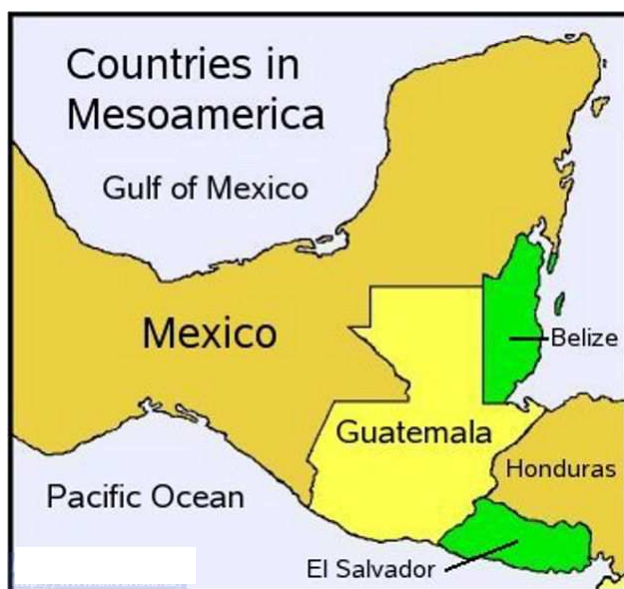 Countries in
Mesoamerica
Gulf of Mexico
Mexico
Belize
Guatemala
Honduras
Pacific Ocean
El Salvador